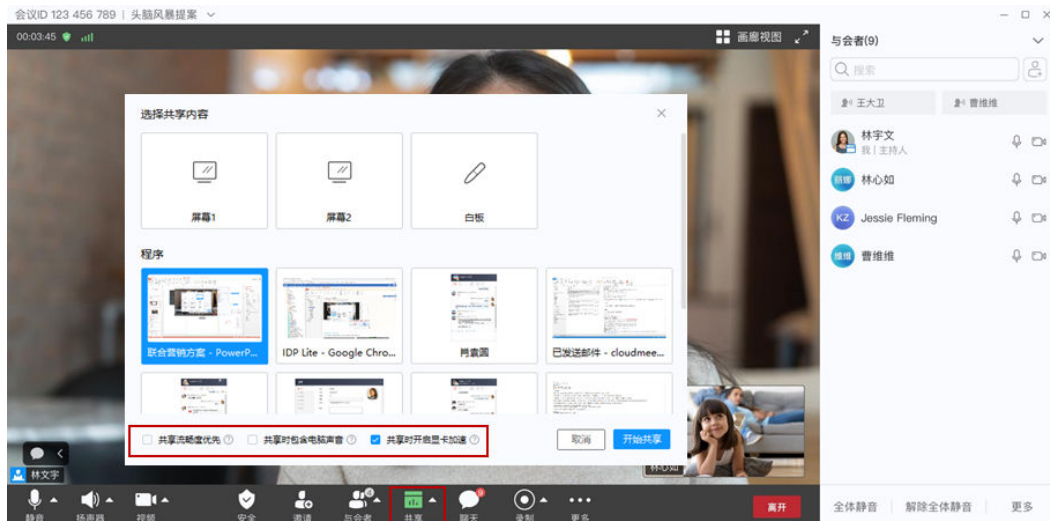 会议ID 123 456 789 | 头脑风暴提案
00:03:45
画廊视图
与会者(9)
搜索
王大卫
曹维维
林宇文
我 | 主持人
丽娜 林心如
KZ Jessie Fleming
维维 曹维维
选择共享内容
屏幕1
屏幕2
白板
程序
联合营销方案 - PowerP...
IDP Lite - Google Chro...
肖袁圆
已发送邮件 - cloudmee...
共享流畅度优先
共享时包含电脑声音
共享时开启显卡加速
取消
开始共享
林文宇
林心如
静音
扬声器
视频
安全
邀请
与会者
共享
聊天
录制
更多
离开
全体静音
解除全体静音
更多